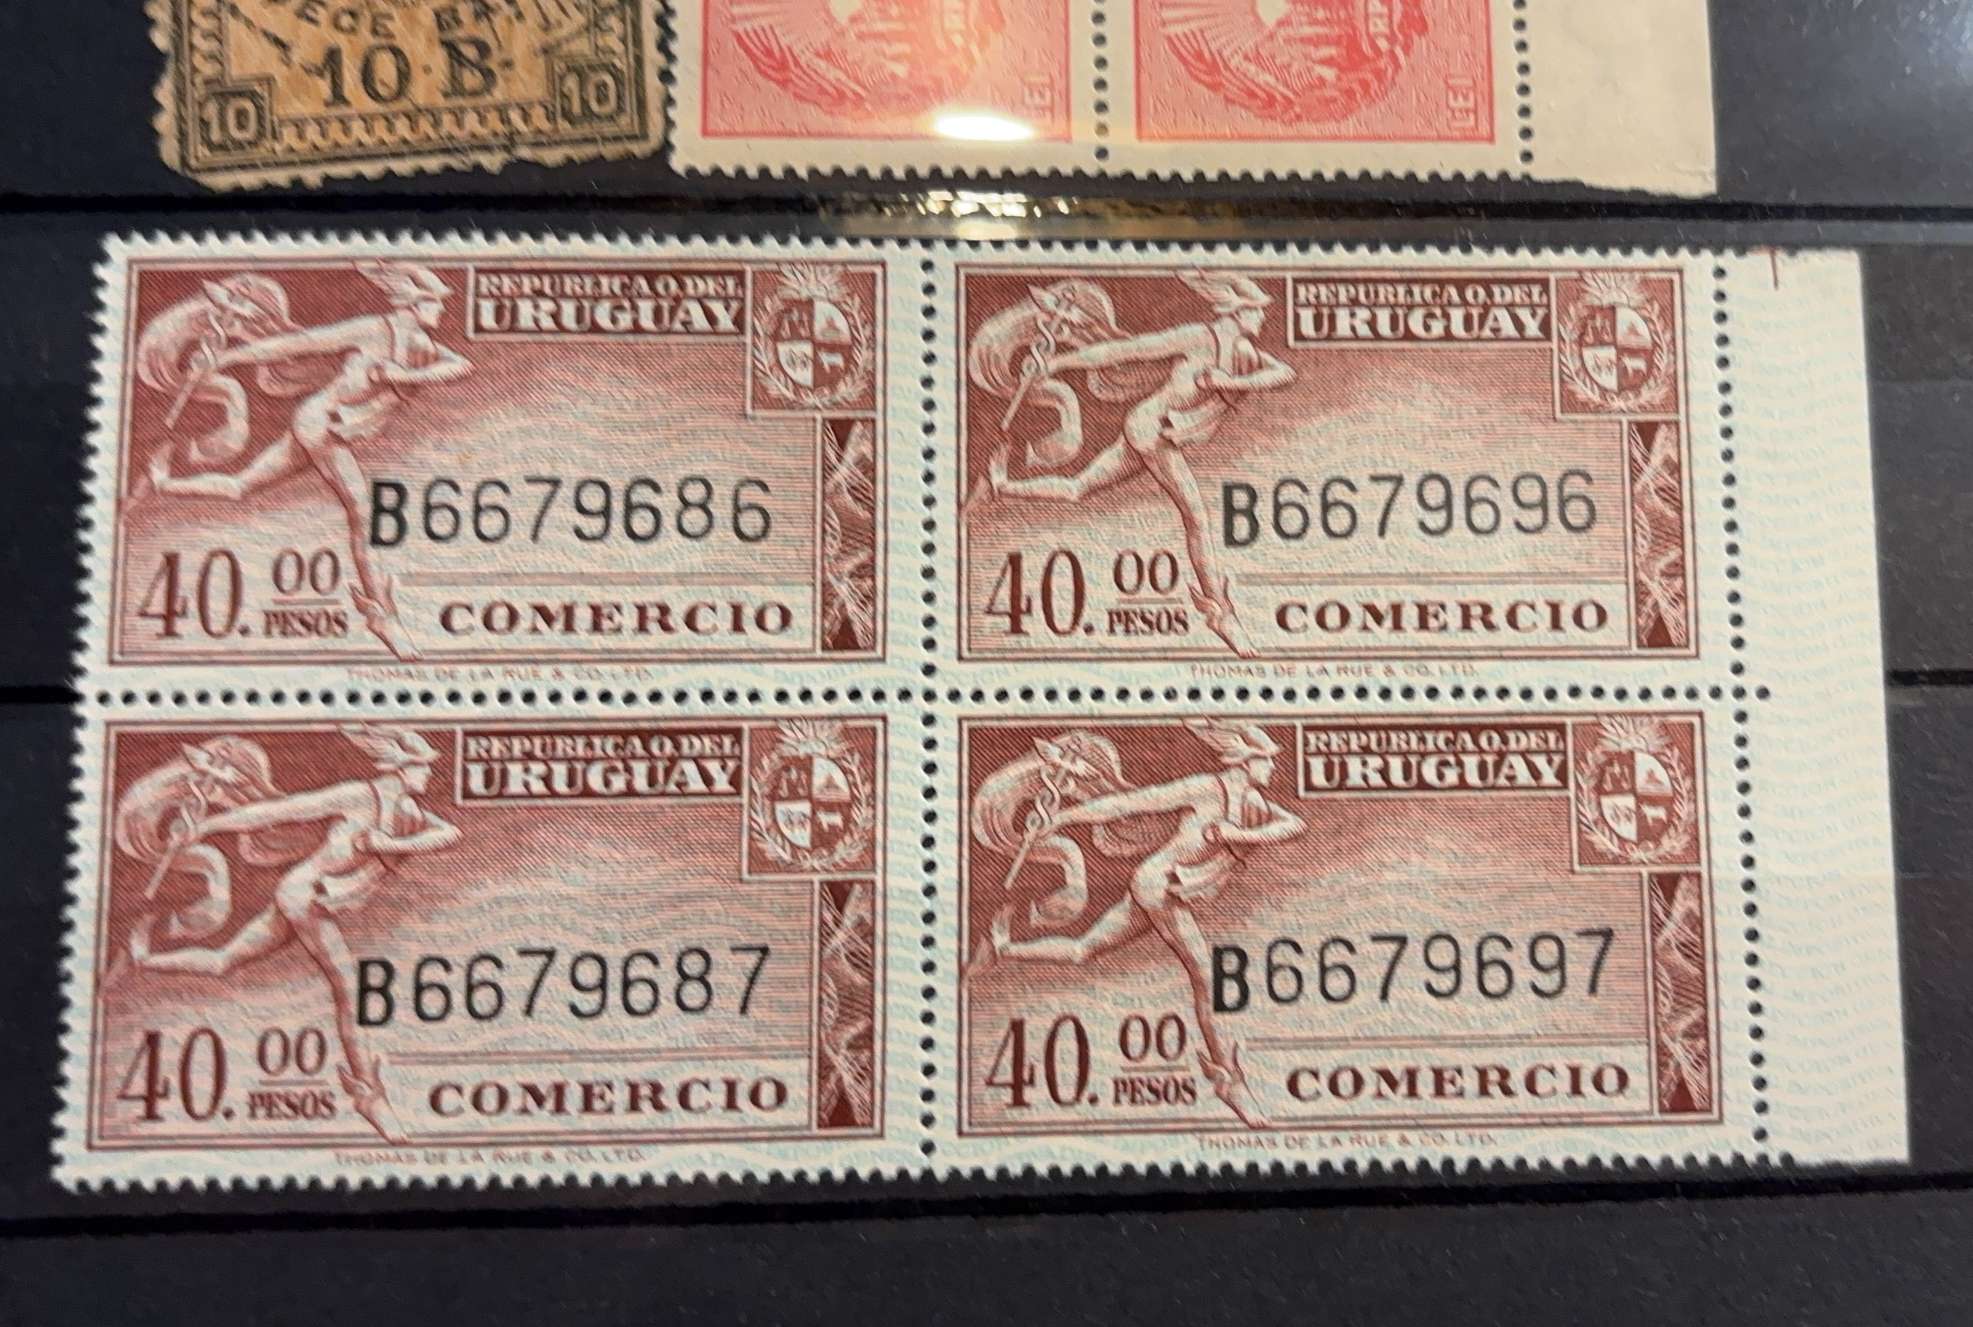 10 B.
10
10
LEI
LEI
REPUBLICA O. DEL
URUGUAY
B6679686
40.00
PESOS
COMERCIO
THOMAS DE LA RUE & CO. LTD.
REPUBLICA O. DEL
URUGUAY
B6679696
40.00
PESOS
COMERCIO
THOMAS DE LA RUE & CO. LTD.
REPUBLICA O. DEL
URUGUAY
B6679687
40.00
PESOS
COMERCIO
THOMAS DE LA RUE & CO. LTD.
REPUBLICA O. DEL
URUGUAY
B6679697
40.00
PESOS
COMERCIO
THOMAS DE LA RUE & CO. LTD.